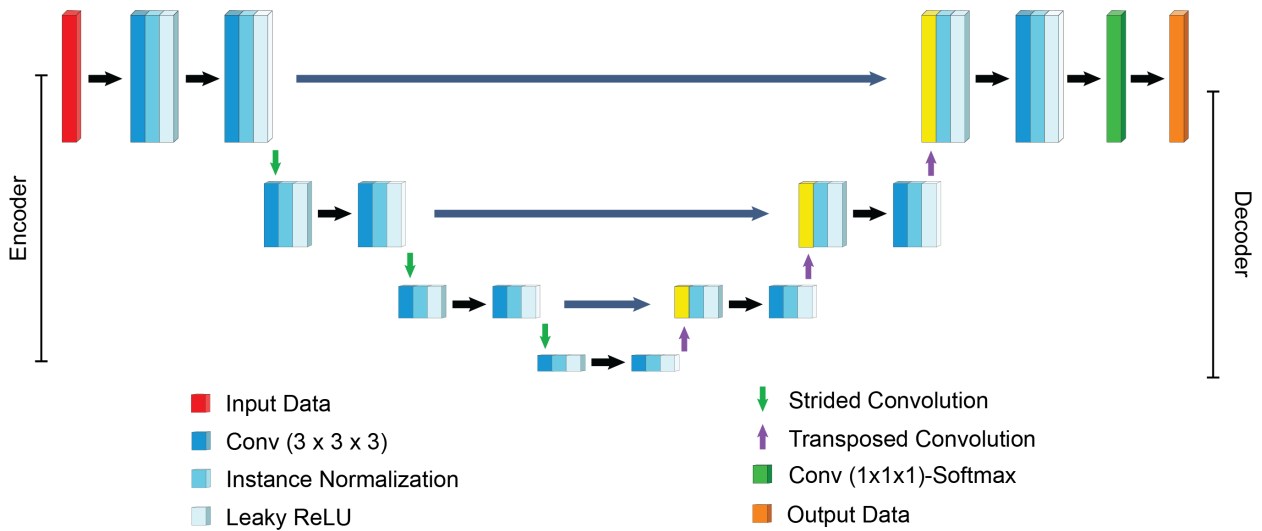 Encoder
Decoder
Input Data
Conv (3 x 3 x 3)
Instance Normalization
Leaky ReLU
Strided Convolution
Transposed Convolution
Conv (1x1x1)-Softmax
Output Data